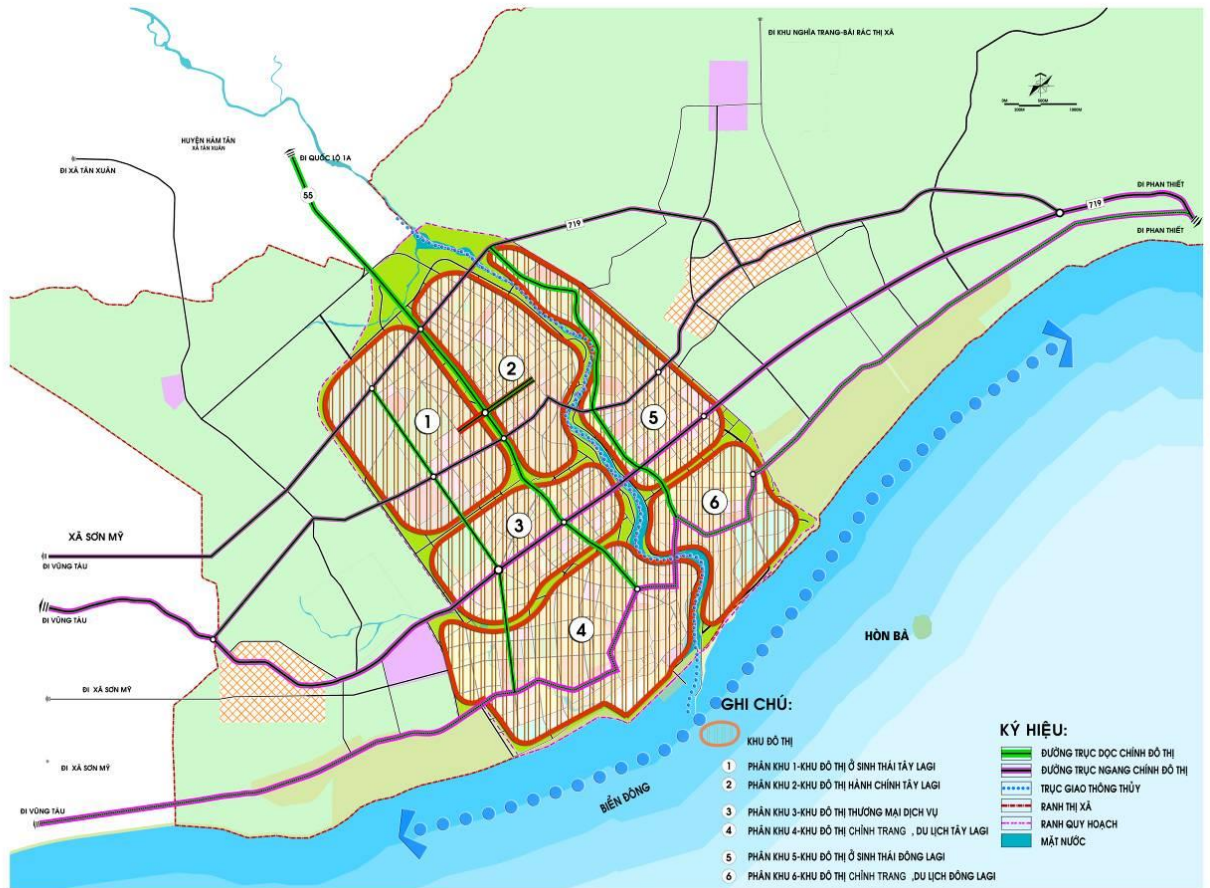 ĐI KHU NGHĨA TRANG-BÃI RÁC THỊ XÃ
HUYỆN HÀM TÂN
XÃ TÂN XUÂN
ĐI XÃ TÂN XUÂN
ĐI QUỐC LỘ 1A
55
719
ĐI PHAN THIẾT
719
ĐI PHAN THIẾT
0M
500M
1000M
2
1
5
6
3
4
XÃ SƠN MỸ
ĐI VŨNG TÀU
ĐI VŨNG TÀU
ĐI XÃ SƠN MỸ
ĐI XÃ SƠN MỸ
ĐI VŨNG TÀU
HÒN BÀ
BIỂN ĐÔNG
GHI CHÚ:
KHU ĐÔ THỊ
1 PHÂN KHU 1-KHU ĐÔ THỊ Ở SINH THÁI TÂY LAGI
2 PHÂN KHU 2-KHU ĐÔ THỊ HÀNH CHÍNH TÂY LAGI
3 PHÂN KHU 3-KHU ĐÔ THỊ THƯƠNG MẠI DỊCH VỤ
4 PHÂN KHU 4-KHU ĐÔ THỊ CHỈNH TRANG , DU LỊCH TÂY LAGI
5 PHÂN KHU 5-KHU ĐÔ THỊ Ở SINH THÁI ĐÔNG LAGI
6 PHÂN KHU 6-KHU ĐÔ THỊ CHỈNH TRANG ,DU LỊCH ĐÔNG LAGI
KÝ HIỆU:
ĐƯỜNG TRỤC DỌC CHÍNH ĐÔ THỊ
ĐƯỜNG TRỤC NGANG CHÍNH ĐÔ THỊ
TRỤC GIAO THÔNG THỦY
RANH THỊ XÃ
RANH QUY HOẠCH
MẶT NƯỚC